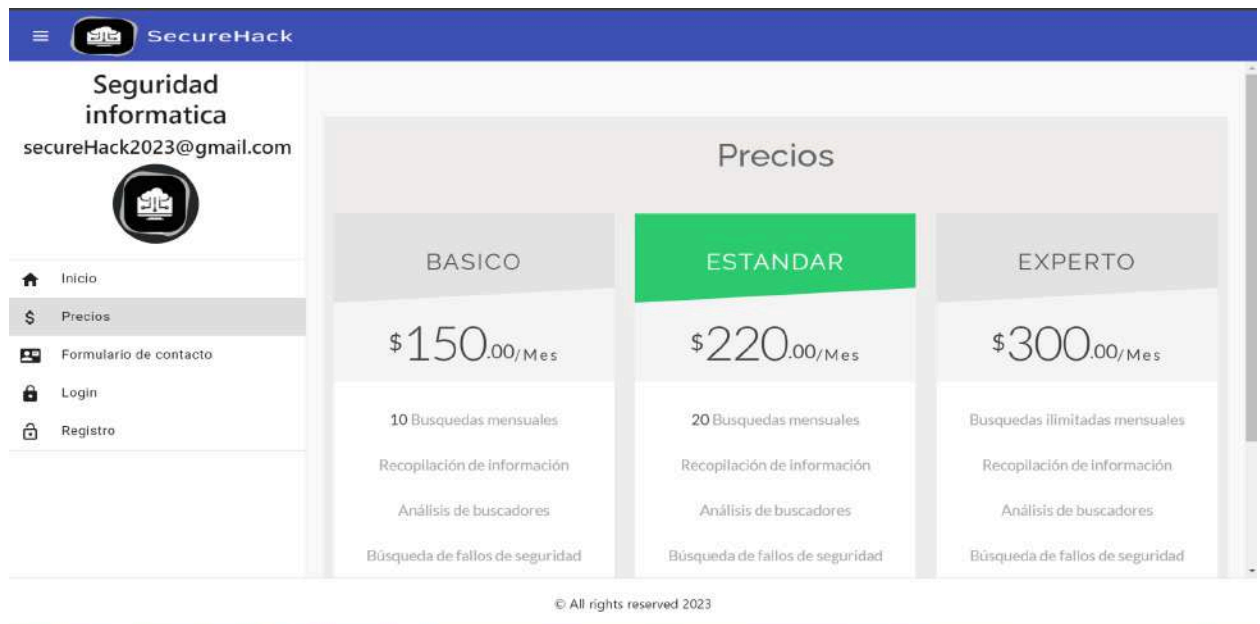 SecureHack
Seguridad
informatica
secureHack2023@gmail.com
Inicio
Precios
Formulario de contacto
Login
Registro
Precios
BASICO
$150.00/Mes
10 Busquedas mensuales
Recopilación de información
Análisis de buscadores
Búsqueda de fallos de seguridad
ESTANDAR
$220.00/Mes
20 Busquedas mensuales
Recopilación de información
Análisis de buscadores
Búsqueda de fallos de seguridad
EXPERTO
$300.00/Mes
Busquedas ilimitadas mensuales
Recopilación de información
Análisis de buscadores
Búsqueda de fallos de seguridad
© All rights reserved 2023